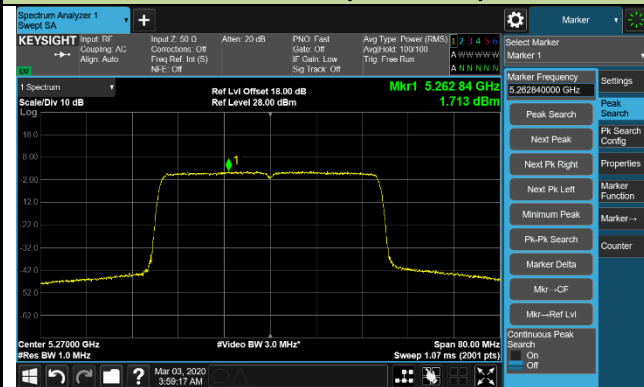 Spectrum Analyzer 1
Swept SA
Marker
KEYSIGHT
Input: RF
Coupling: AC
Align: Auto
Input Z: 50 Ω
Corrections: Off
Freq Ref: Int (S)
NFE: Off
Atten: 20 dB
PNO: Fast
Gate: Off
IF Gain: Low
Sig Track: Off
Avg Type: Power (RMS)
Avg|Hold: 100/100
Trig: Free Run
1 2 3 4 5 6
A W W W W W
A N N N N N
LXI
Select Marker
Marker 1
1 Spectrum
Scale/Div 10 dB
Log
Ref Lvl Offset 18.00 dB
Ref Level 28.00 dBm
Mkr1 5.262 84 GHz
1.713 dBm
18.0
8.00
-2.00
-12.0
-22.0
-32.0
-42.0
-52.0
-62.0
1
Center 5.27000 GHz
#Res BW 1.0 MHz
#Video BW 3.0 MHz*
Span 80.00 MHz
Sweep 1.07 ms (2001 pts)
Marker Frequency
5.262840000 GHz
Peak Search
Next Peak
Next Pk Right
Next Pk Left
Minimum Peak
Pk-Pk Search
Marker Delta
Mkr→CF
Mkr→Ref Lvl
Continuous Peak
Search
On
Off
Settings
Peak
Search
Pk Search
Config
Properties
Marker
Function
Marker→
Counter
Mar 03, 2020
3:59:17 AM